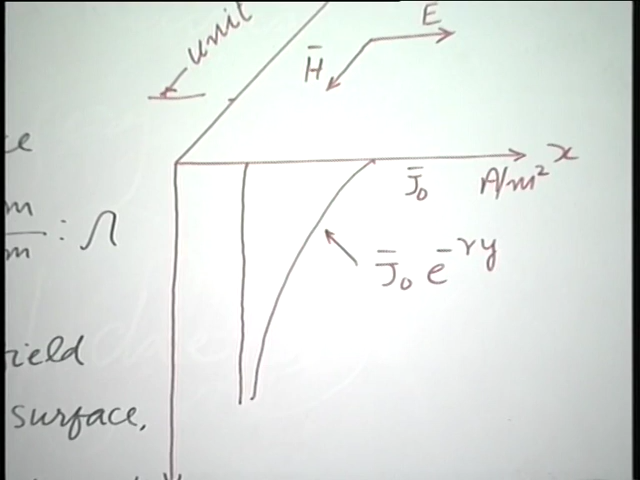 unit
E
H̄
ce
x
J̄₀ A/m²
m/m : Ω
J̄₀ e^-γy
ield
surface,